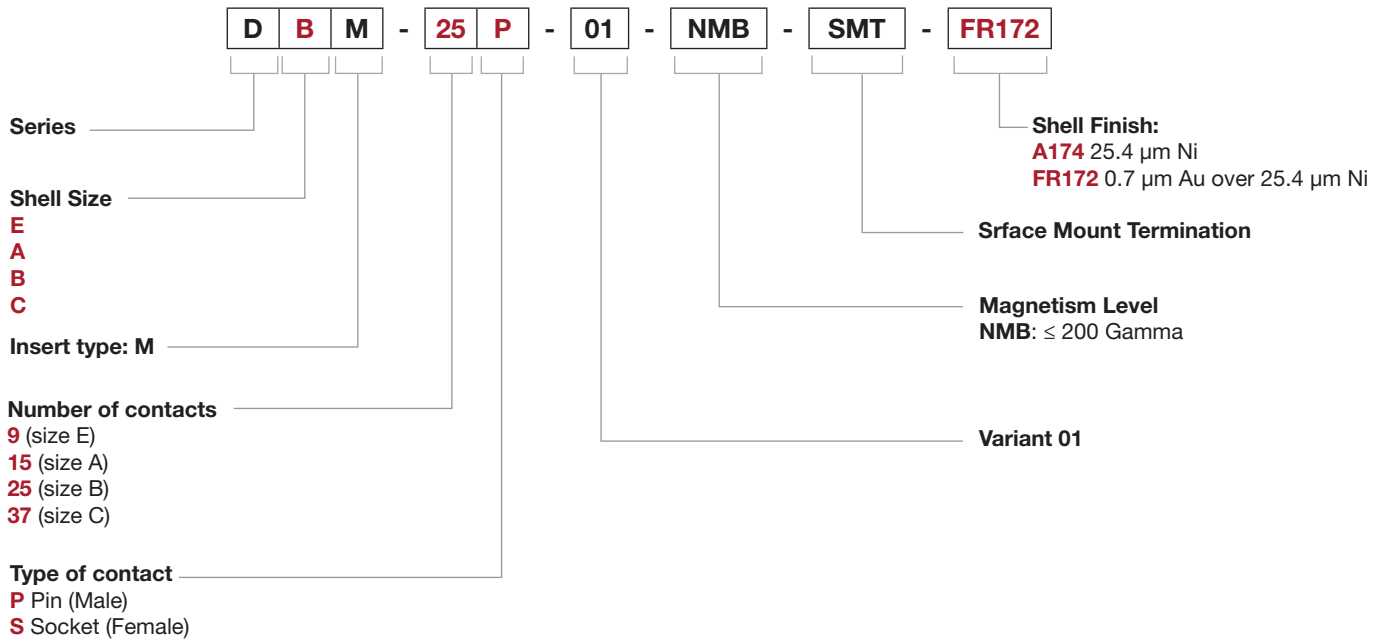 D B M - 25 P - 01 - NMB - SMT - FR172
Series
Shell Size
E
A
B
C
Insert type: M
Number of contacts
9 (size E)
15 (size A)
25 (size B)
37 (size C)
Type of contact
P Pin (Male)
S Socket (Female)
Shell Finish:
A174 25.4 µm Ni
FR172 0.7 µm Au over 25.4 µm Ni
Srface Mount Termination
Magnetism Level
NMB: ≤ 200 Gamma
Variant 01